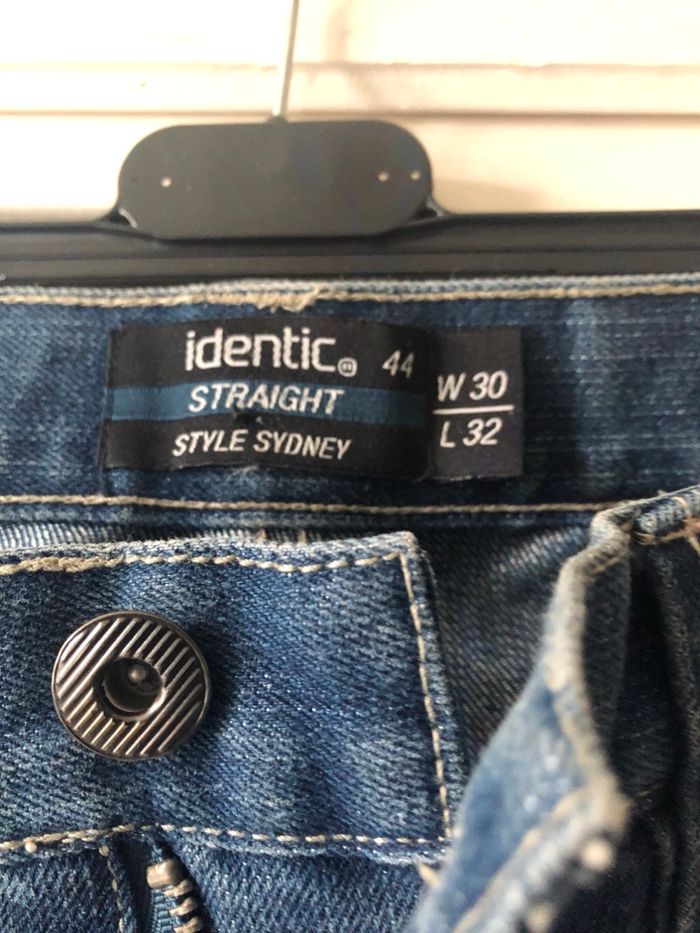 identic 44
STRAIGHT
STYLE SYDNEY
W 30
L 32